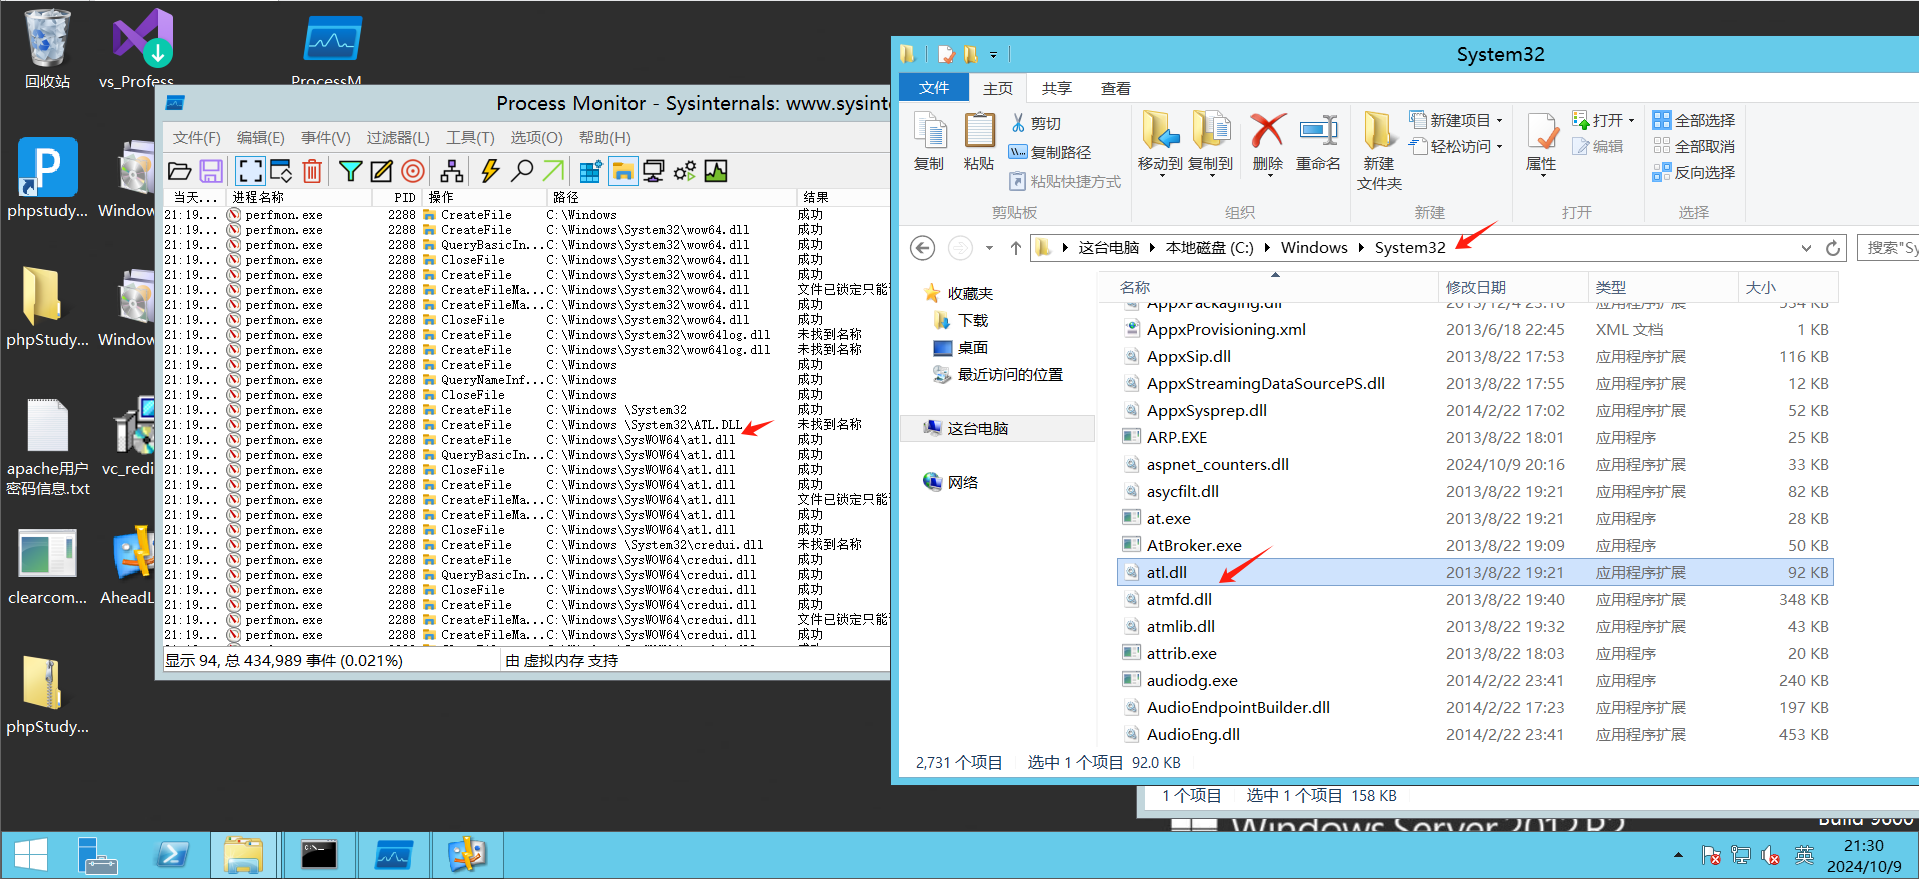 回收站
vs_Profess
ProcessM
phpstudy...
Window
phpStudy...
Window
apache用户
密码信息.txt
vc_redi
clearcom...
AheadL
phpStudy...
Process Monitor - Sysinternals: www.sysint
文件(F) 编辑(E) 事件(V) 过滤器(L) 工具(T) 选项(O) 帮助(H)
当天... 进程名称 PID 操作 路径 结果
21:19... perfmon.exe 2288 CreateFile C:\Windows 成功
21:19... perfmon.exe 2288 CreateFile C:\Windows\System32\wow64.dll 成功
21:19... perfmon.exe 2288 QueryBasicIn... C:\Windows\System32\wow64.dll 成功
21:19... perfmon.exe 2288 CloseFile C:\Windows\System32\wow64.dll 成功
21:19... perfmon.exe 2288 CreateFile C:\Windows\System32\wow64.dll 成功
21:19... perfmon.exe 2288 CreateFileMa... C:\Windows\System32\wow64.dll 文件已锁定只能
21:19... perfmon.exe 2288 CreateFileMa... C:\Windows\System32\wow64.dll 成功
21:19... perfmon.exe 2288 CloseFile C:\Windows\System32\wow64.dll 成功
21:19... perfmon.exe 2288 CreateFile C:\Windows\System32\wow64log.dll 未找到名称
21:19... perfmon.exe 2288 CreateFile C:\Windows\System32\wow64log.dll 未找到名称
21:19... perfmon.exe 2288 CreateFile C:\Windows 成功
21:19... perfmon.exe 2288 QueryNameInf... C:\Windows 成功
21:19... perfmon.exe 2288 CloseFile C:\Windows 成功
21:19... perfmon.exe 2288 CreateFile C:\Windows \System32 成功
21:19... perfmon.exe 2288 CreateFile C:\Windows \System32\ATL.DLL 未找到名称
21:19... perfmon.exe 2288 CreateFile C:\Windows\SysWOW64\atl.dll 成功
21:19... perfmon.exe 2288 QueryBasicIn... C:\Windows\SysWOW64\atl.dll 成功
21:19... perfmon.exe 2288 CloseFile C:\Windows\SysWOW64\atl.dll 成功
21:19... perfmon.exe 2288 CreateFile C:\Windows\SysWOW64\atl.dll 成功
21:19... perfmon.exe 2288 CreateFileMa... C:\Windows\SysWOW64\atl.dll 文件已锁定只能
21:19... perfmon.exe 2288 CreateFileMa... C:\Windows\SysWOW64\atl.dll 成功
21:19... perfmon.exe 2288 CloseFile C:\Windows\SysWOW64\atl.dll 成功
21:19... perfmon.exe 2288 CreateFile C:\Windows \System32\credui.dll 未找到名称
21:19... perfmon.exe 2288 CreateFile C:\Windows\SysWOW64\credui.dll 成功
21:19... perfmon.exe 2288 QueryBasicIn... C:\Windows\SysWOW64\credui.dll 成功
21:19... perfmon.exe 2288 CloseFile C:\Windows\SysWOW64\credui.dll 成功
21:19... perfmon.exe 2288 CreateFile C:\Windows\SysWOW64\credui.dll 成功
21:19... perfmon.exe 2288 CreateFileMa... C:\Windows\SysWOW64\credui.dll 文件已锁定只能
21:19... perfmon.exe 2288 CreateFileMa... C:\Windows\SysWOW64\credui.dll 成功
显示 94, 总 434,989 事件 (0.021%) 由 虚拟内存 支持
System32
文件 主页 共享 查看
复制 粘贴 剪切 复制路径 粘贴快捷方式
移动到 复制到 删除 重命名
新建
文件夹
新建项目 轻松访问
属性 打开 编辑
全部选择 全部取消 反向选择
剪贴板 组织 新建 打开 选择
这台电脑 本地磁盘 (C:) Windows System32 搜索"Sy
收藏夹
下载
桌面
最近访问的位置
这台电脑
网络
名称 修改日期 类型 大小
AppxPackaging.dll 2013/12/4 23:16 应用程序扩展 554 KB
AppxProvisioning.xml 2013/6/18 22:45 XML 文档 1 KB
AppxSip.dll 2013/8/22 17:53 应用程序扩展 116 KB
AppxStreamingDataSourcePS.dll 2013/8/22 17:55 应用程序扩展 12 KB
AppxSysprep.dll 2014/2/22 17:02 应用程序扩展 52 KB
ARP.EXE 2013/8/22 18:01 应用程序 25 KB
aspnet_counters.dll 2024/10/9 20:16 应用程序扩展 33 KB
asycfilt.dll 2013/8/22 19:21 应用程序扩展 82 KB
at.exe 2013/8/22 19:21 应用程序 28 KB
AtBroker.exe 2013/8/22 19:09 应用程序 50 KB
atl.dll 2013/8/22 19:21 应用程序扩展 92 KB
atmfd.dll 2013/8/22 19:40 应用程序扩展 348 KB
atmlib.dll 2013/8/22 19:32 应用程序扩展 43 KB
attrib.exe 2013/8/22 18:03 应用程序 20 KB
audiodg.exe 2014/2/22 23:41 应用程序 240 KB
AudioEndpointBuilder.dll 2014/2/22 17:23 应用程序扩展 197 KB
AudioEng.dll 2014/2/22 23:41 应用程序扩展 453 KB
2,731 个项目 选中 1 个项目 92.0 KB
1 个项目 选中 1 个项目 158 KB
Windows Server 2012 R2
Build 9600
英
21:30
2024/10/9